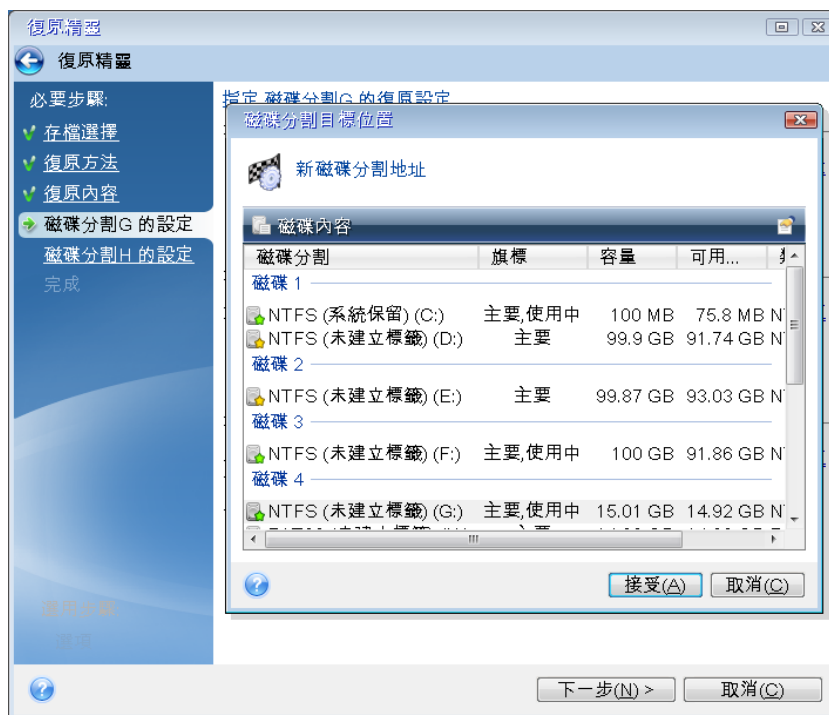 復原精靈
復原精靈
必要步驟:
存檔選擇
復原方法
復原內容
磁碟分割G 的設定
磁碟分割H 的設定
完成
指定 磁碟分割G 的復原設定
磁碟分割目標位置
新磁碟分割地址
磁碟內容
磁碟分割 旗標 容量 可用...
磁碟 1
NTFS (系統保留) (C:) 主要,使用中 100 MB 75.8 MB N
NTFS (未建立標籤) (D:) 主要 99.9 GB 91.74 GB N
磁碟 2
NTFS (未建立標籤) (E:) 主要 99.87 GB 93.03 GB N
磁碟 3
NTFS (未建立標籤) (F:) 主要,使用中 100 GB 91.86 GB N
磁碟 4
NTFS (未建立標籤) (G:) 主要,使用中 15.01 GB 14.92 GB N
接受(A) 取消(C)
下一步(N) > 取消(C)